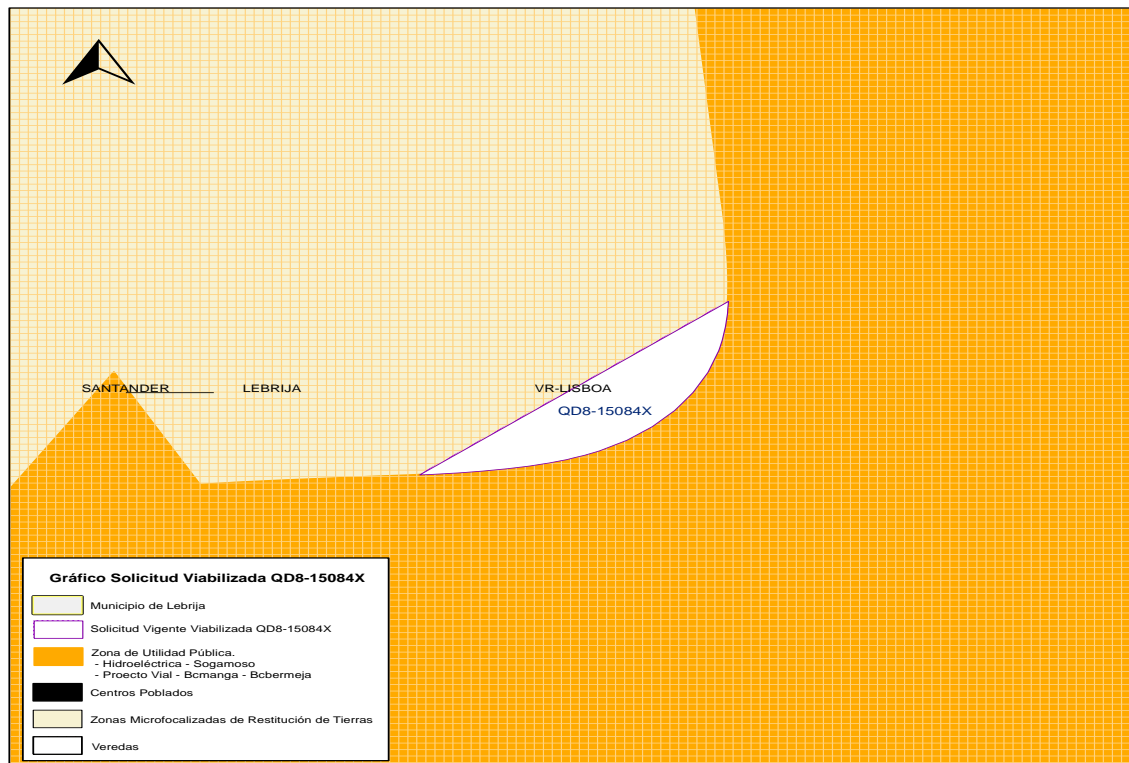 SANTANDER LEBRIJA VR-LISBOA
QD8-15084X
Gráfico Solicitud Viabilizada QD8-15084X
Municipio de Lebrija
Solicitud Vigente Viabilizada QD8-15084X
Zona de Utilidad Pública.
- Hidroeléctrica - Sogamoso
- Proecto Vial - Bcmanga - Bcbermeja
Centros Poblados
Zonas Microfocalizadas de Restitución de Tierras
Veredas